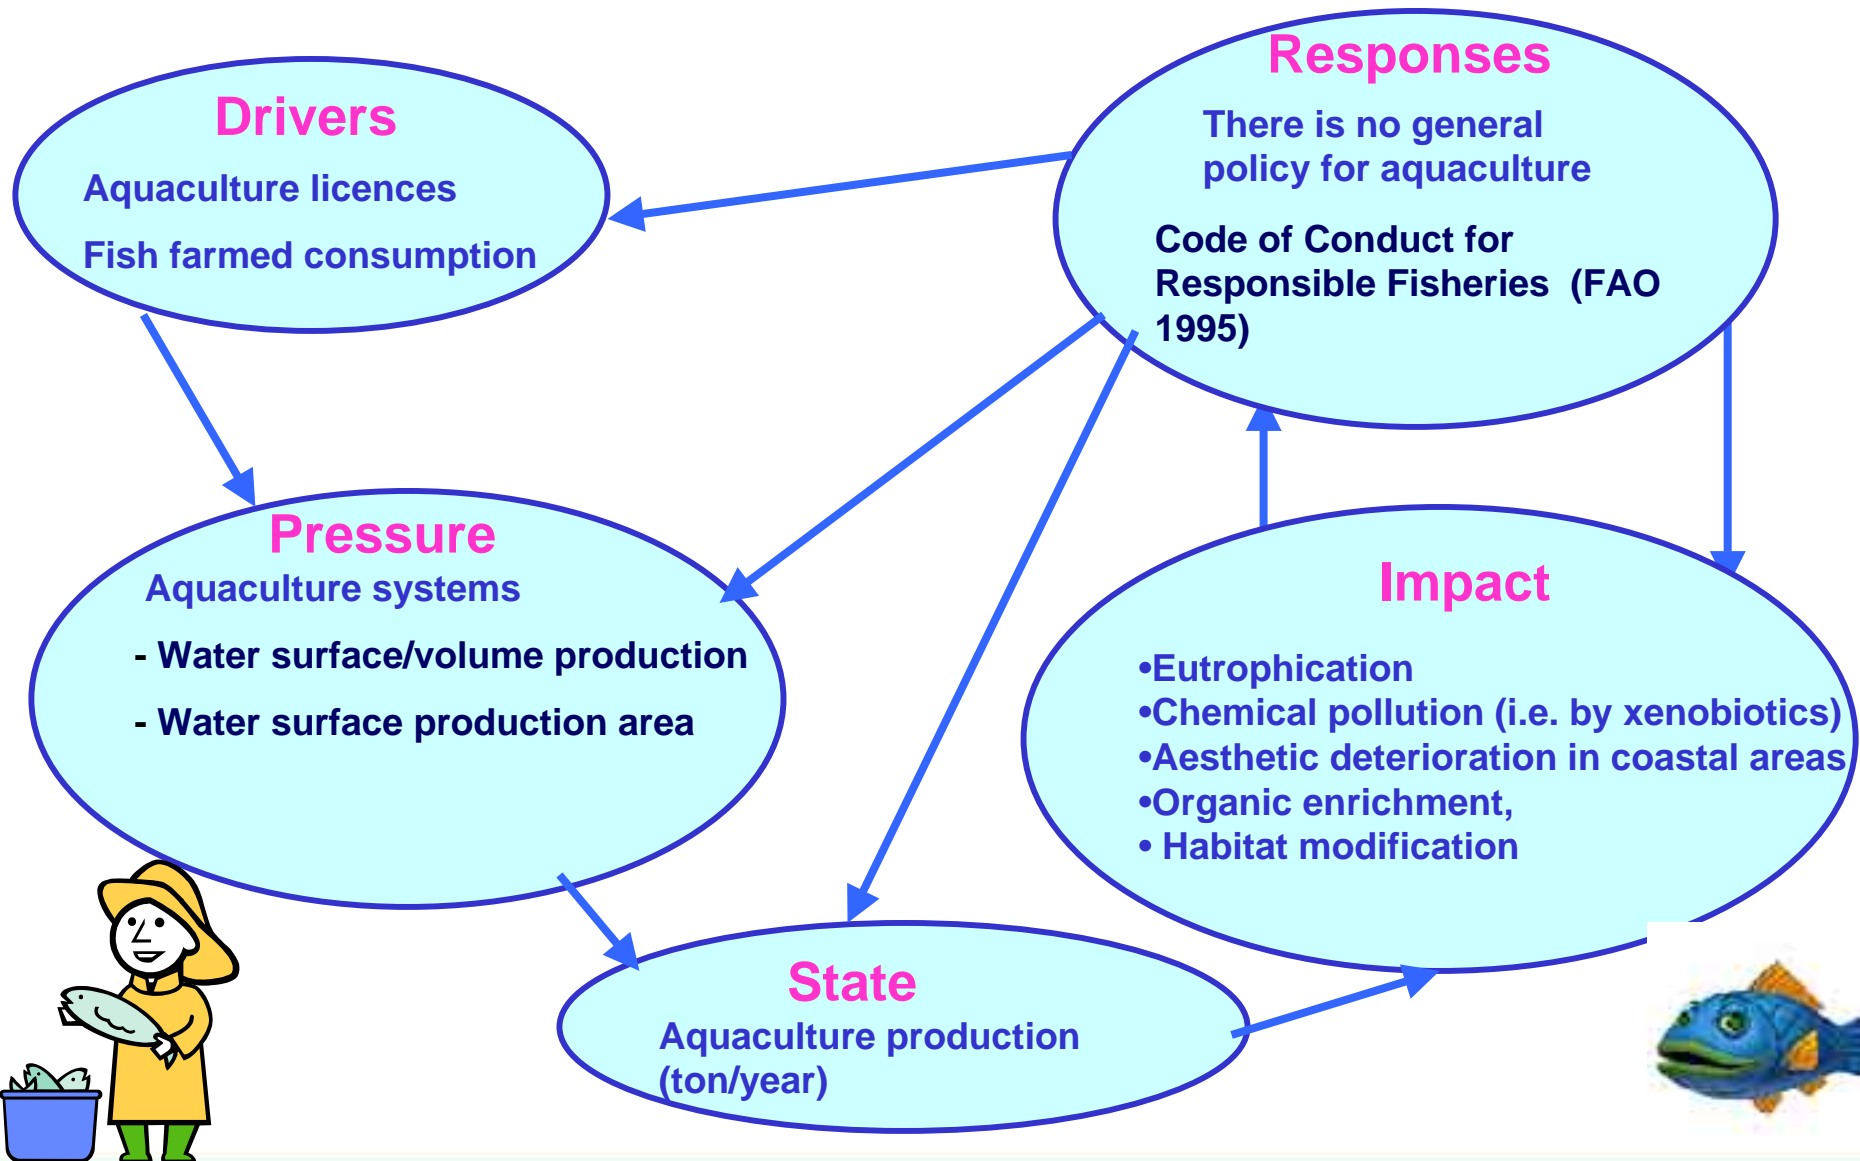 Drivers
Aquaculture licences
Fish farmed consumption
Responses
There is no general
policy for aquaculture
Code of Conduct for
Responsible Fisheries  (FAO
1995)
Pressure
Aquaculture systems
- Water surface/volume production
- Water surface production area
Impact
•Eutrophication
•Chemical pollution (i.e. by xenobiotics)
•Aesthetic deterioration in coastal areas
•Organic enrichment,
• Habitat modification
State
Aquaculture production
(ton/year)